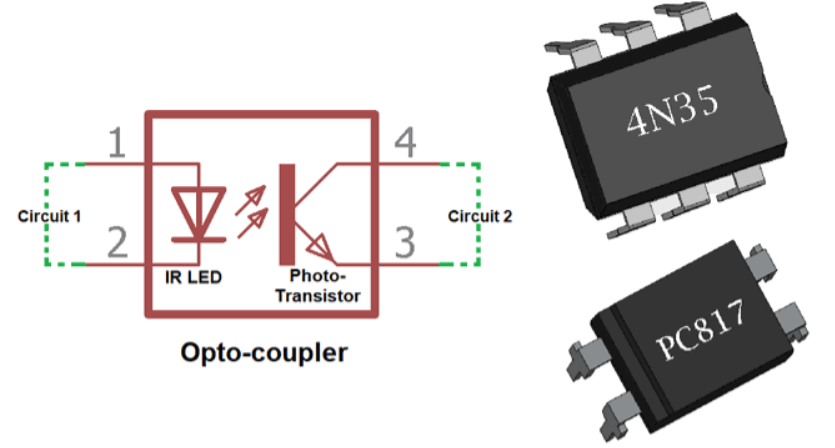 1
4
Circuit 1
Circuit 2
2
3
IR LED
Photo-
Transistor
Opto-coupler
4N35
PC817